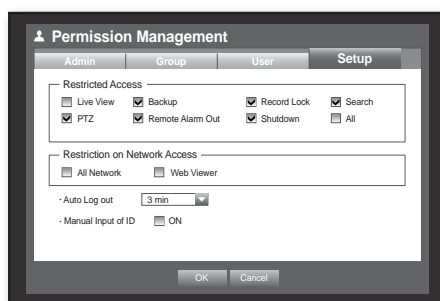 Permission Management
Admin Group User Setup
Restricted Access
Live View Backup Record Lock Search
PTZ Remote Alarm Out Shutdown All
Restriction on Network Access
All Network Web Viewer
· Auto Log out 3 min
· Manual Input of ID ON
OK Cancel